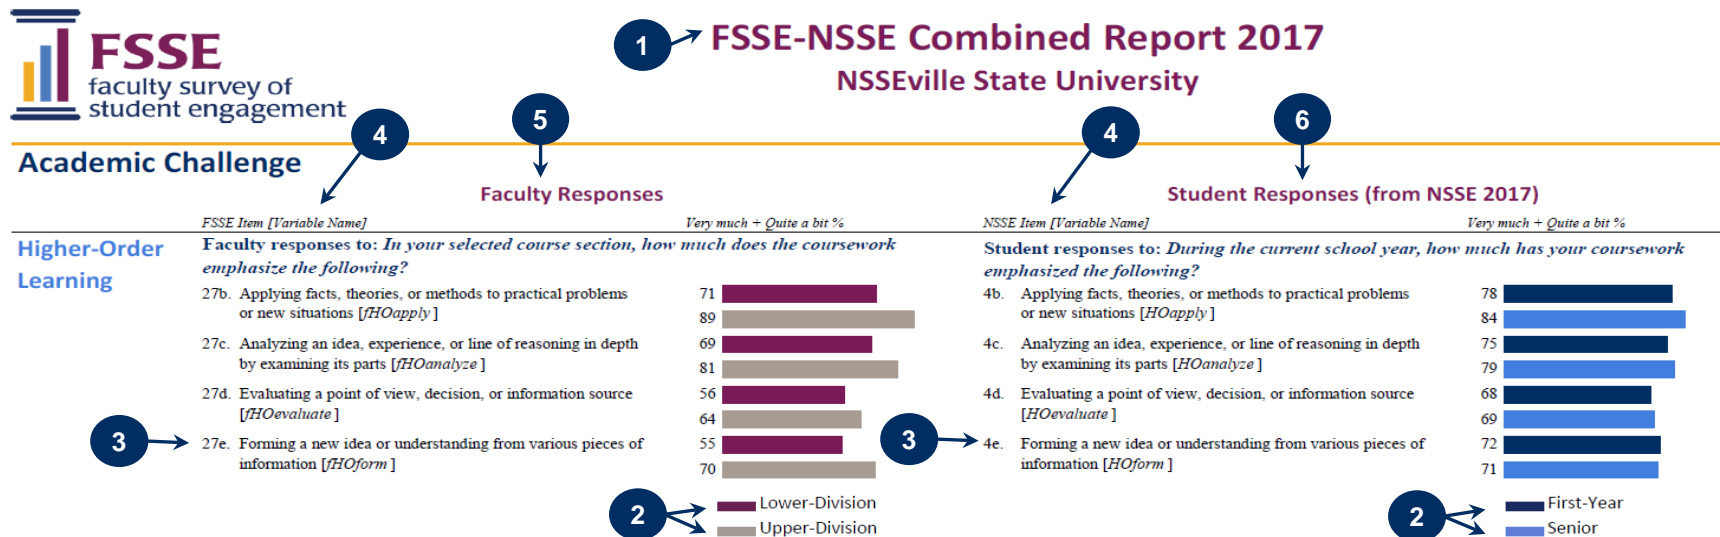 FSSE
faculty survey of
student engagement
1
FSSE-NSSE Combined Report 2017
NSSEville State University
4
5
4
6
Academic Challenge
Faculty Responses
Student Responses (from NSSE 2017)
FSSE Item [Variable Name] Very much + Quite a bit %
NSSE Item [Variable Name] Very much + Quite a bit %
Higher-Order
Learning
Faculty responses to: In your selected course section, how much does the coursework
emphasize the following?
27b. Applying facts, theories, or methods to practical problems 71
or new situations [fHOapply ] 89
27c. Analyzing an idea, experience, or line of reasoning in depth 69
by examining its parts [fHOanalyze ] 81
27d. Evaluating a point of view, decision, or information source 56
[fHOevaluate ] 64
3
27e. Forming a new idea or understanding from various pieces of 55
information [fHOform ] 70
2
Lower-Division
Upper-Division
Student responses to: During the current school year, how much has your coursework
emphasized the following?
4b. Applying facts, theories, or methods to practical problems 78
or new situations [HOapply ] 84
4c. Analyzing an idea, experience, or line of reasoning in depth 75
by examining its parts [HOanalyze ] 79
4d. Evaluating a point of view, decision, or information source 68
[HOevaluate ] 69
3
4e. Forming a new idea or understanding from various pieces of 72
information [HOform ] 71
2
First-Year
Senior